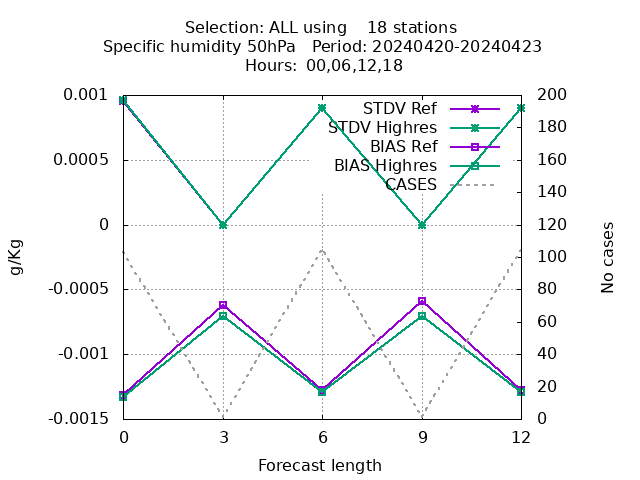 Selection: ALL using    18 stations
Specific humidity 50hPa   Period: 20240420-20240423
Hours:  00,06,12,18
0.001
0.0005
0
-0.0005
-0.001
-0.0015
g/Kg
STDV Ref
STDV Highres
BIAS Ref
BIAS Highres
CASES
200
180
160
140
120
100
80
60
40
20
0
No cases
0 3 6 9 12
Forecast length